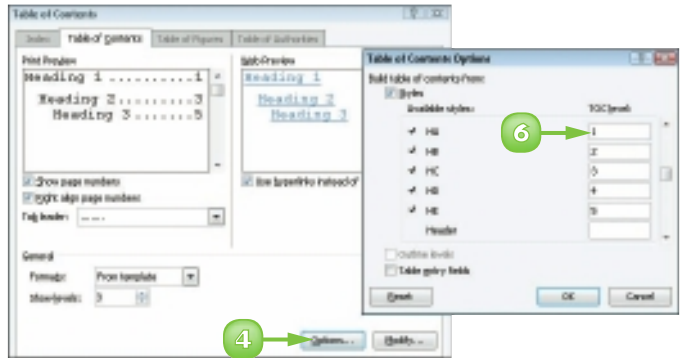 Table of Contents
Index Table of Contents Table of Figures Table of Authorities
Print Preview
Heading 1 ..........1
Heading 2..........3
Heading 3.......5
Show page numbers
Right align page numbers
Tab leader: ......
Web Preview
Heading 1
Heading 2
Heading 3
Use hyperlinks instead of
General
Formats: From template
Show levels: 3
4
Options...
Modify...
Table of Contents Options
Build table of contents from:
Styles
Available styles: TOC level:
HA 1
HB 2
HC 3
HD 4
HE 5
Header
6
Outline levels
Table entry fields
Reset OK Cancel